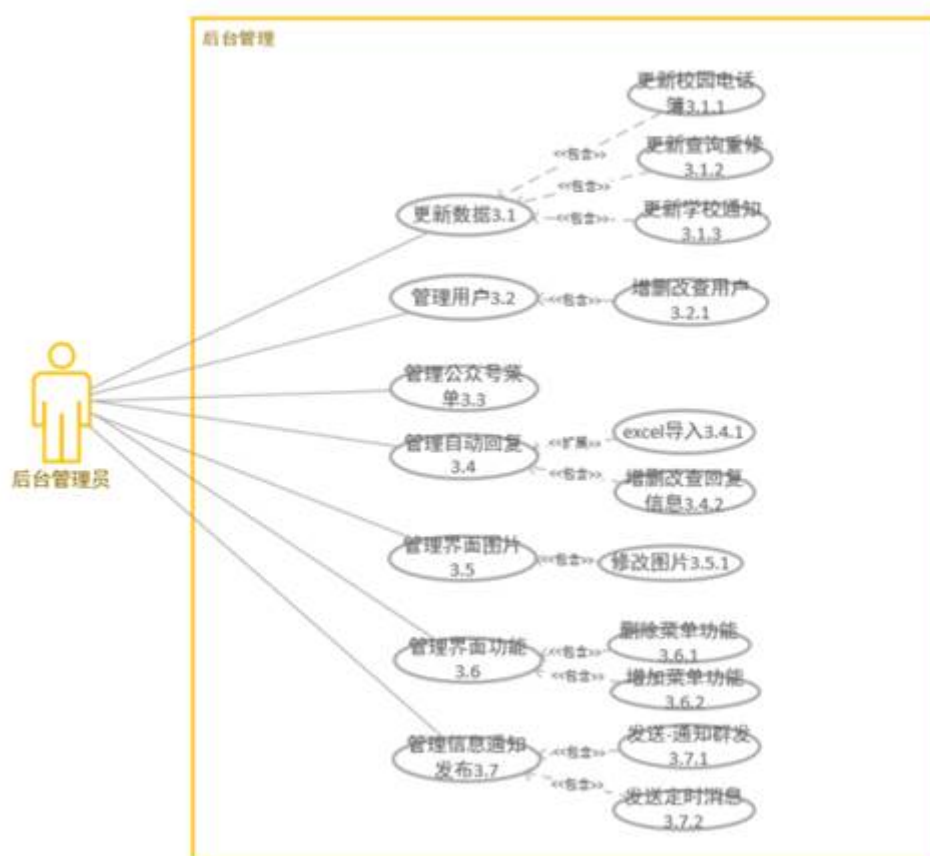 后台管理
更新校园电话
簿3.1.1
<<包含>>
更新查询重修
3.1.2
<<包含>>
更新数据3.1
<<包含>>
更新学校通知
3.1.3
管理用户3.2
<<包含>>
增删改查用户
3.2.1
管理公众号菜
单3.3
管理自动回复
3.4
<<扩展>>
excel导入3.4.1
<<包含>>
增删改查回复
信息3.4.2
后台管理员
管理界面图片
3.5
<<包含>>
修改图片3.5.1
管理界面功能
3.6
<<包含>>
删除菜单功能
3.6.1
<<包含>>
增加菜单功能
3.6.2
管理信息通知
发布3.7
<<包含>>
发送-通知群发
3.7.1
<<包含>>
发送定时消息
3.7.2